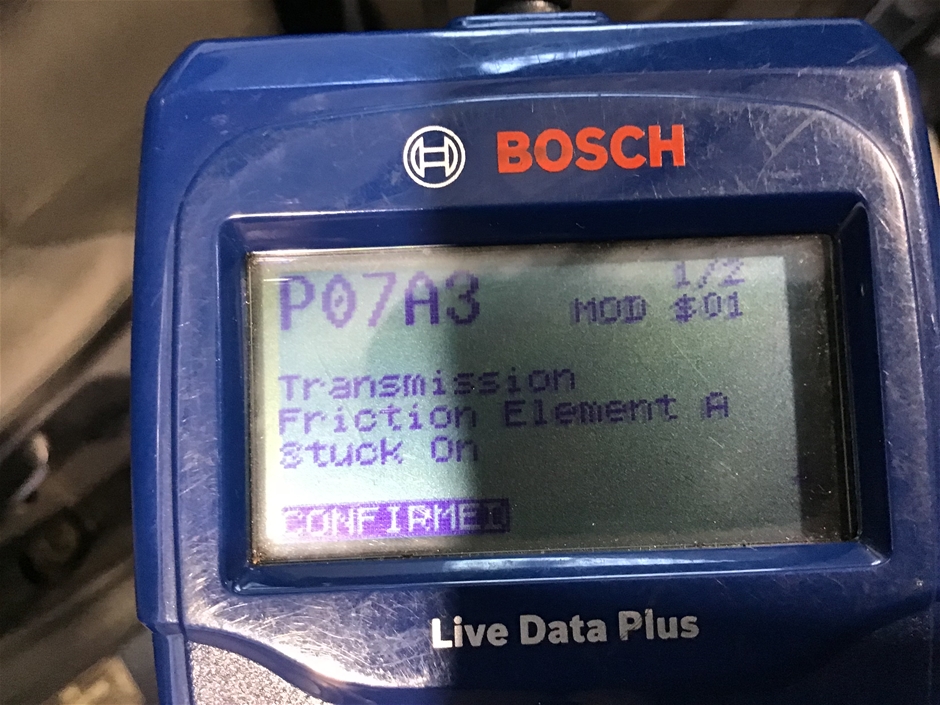 BOSCH
P07A3
1/2
MOD $01
Transmission
Friction Element A
Stuck On
CONFIRMED
Live Data Plus